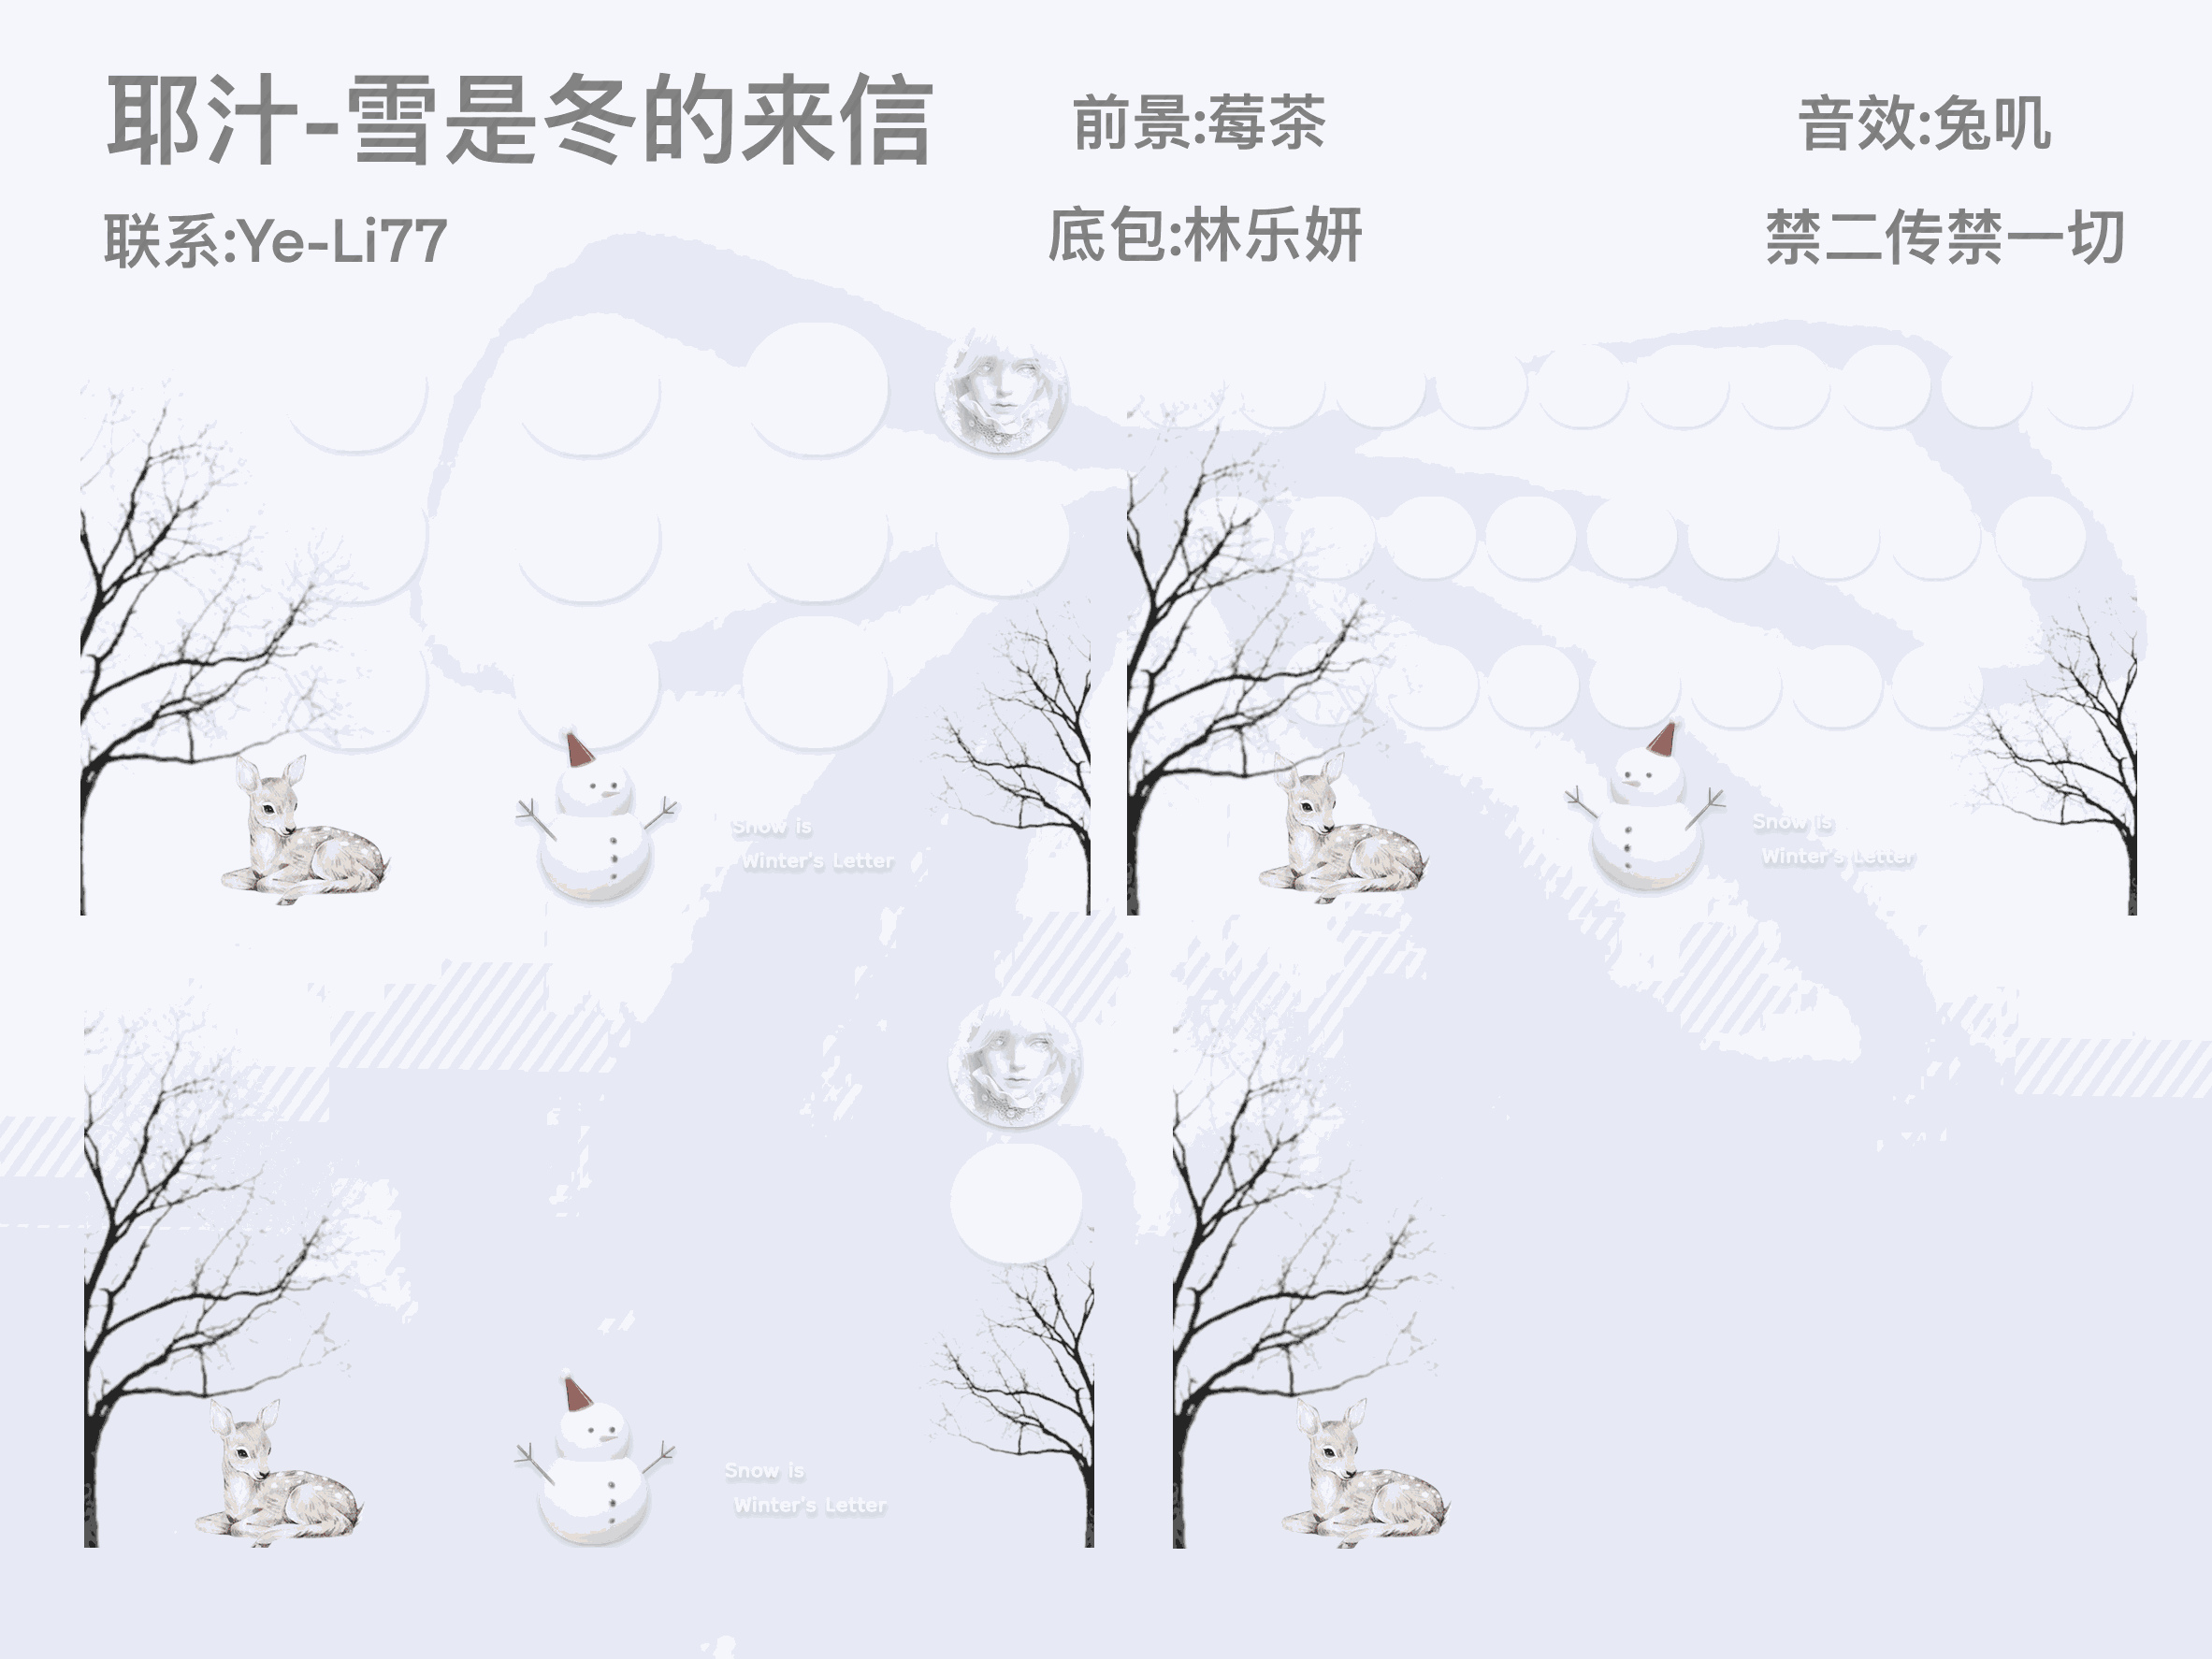 耶汁-雪是冬的来信
前景:莓茶
音效:兔叽
联系:Ye-Li77
底包:林乐妍
禁二传禁一切
Snow is
Winter's Letter
Snow is
Winter's Letter
Snow is
Winter's Letter